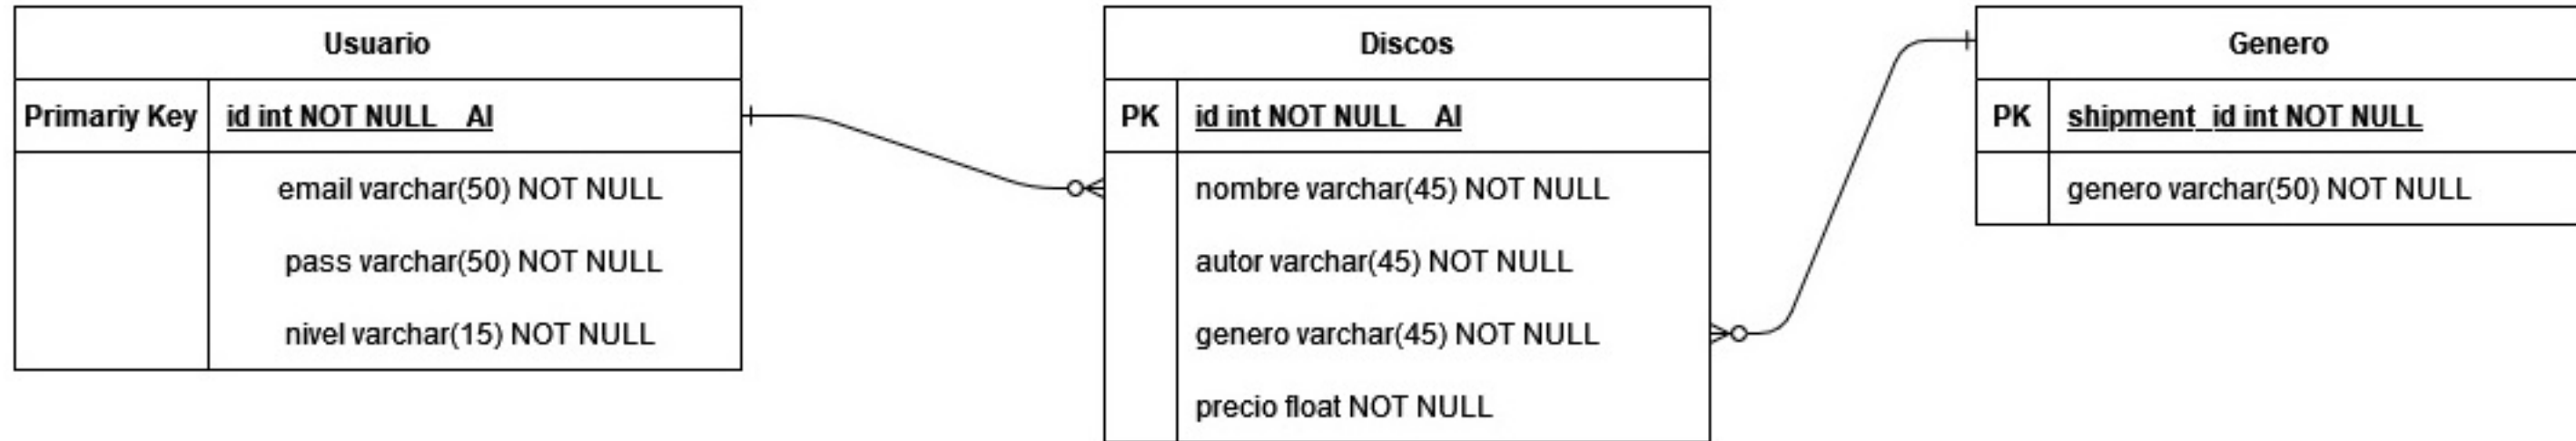 Usuario
Primariy Key
id int NOT NULL   AI
email varchar(50) NOT NULL
pass varchar(50) NOT NULL
nivel varchar(15) NOT NULL
Discos
PK
id int NOT NULL   AI
nombre varchar(45) NOT NULL
autor varchar(45) NOT NULL
genero varchar(45) NOT NULL
precio float NOT NULL
Genero
PK
shipment_id int NOT NULL
genero varchar(50) NOT NULL